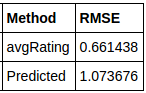 Method RMSE
avgRating 0.661438
Predicted 1.073676